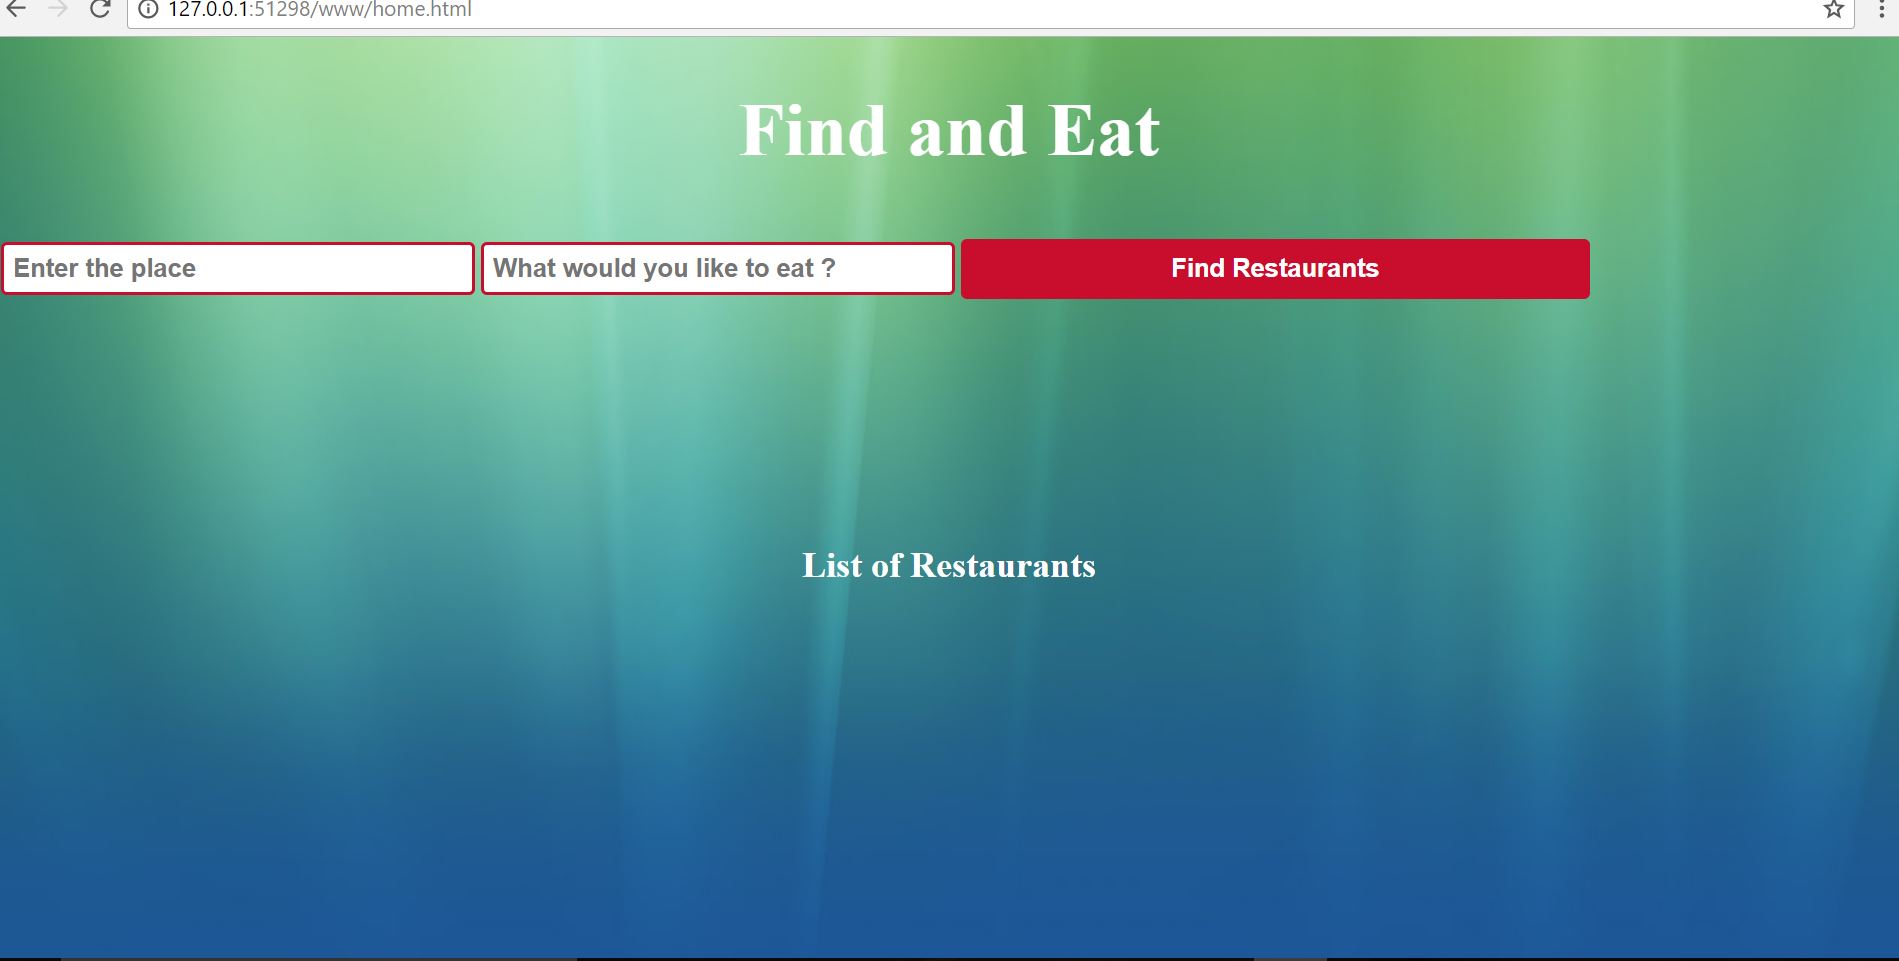 127.0.0.1:51298/www/home.html
Find and Eat
Enter the place
What would you like to eat ?
Find Restaurants
List of Restaurants